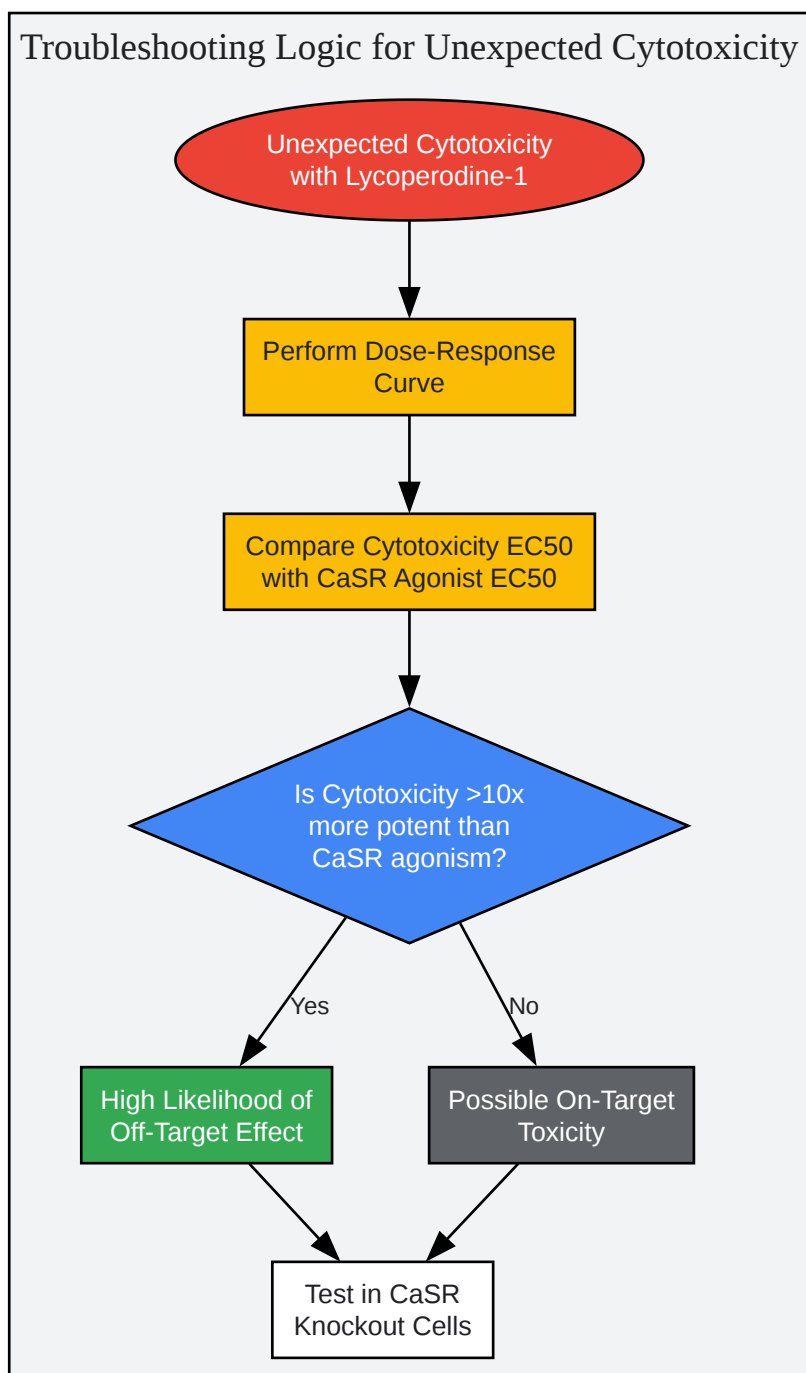 Troubleshooting Logic for Unexpected Cytotoxicity
Unexpected Cytotoxicity
with Lycoperodine-1
Perform Dose-Response
Curve
Compare Cytotoxicity EC50
with CaSR Agonist EC50
Is Cytotoxicity >10x
more potent than
CaSR agonism?
Yes
No
High Likelihood of
Off-Target Effect
Possible On-Target
Toxicity
Test in CaSR
Knockout Cells